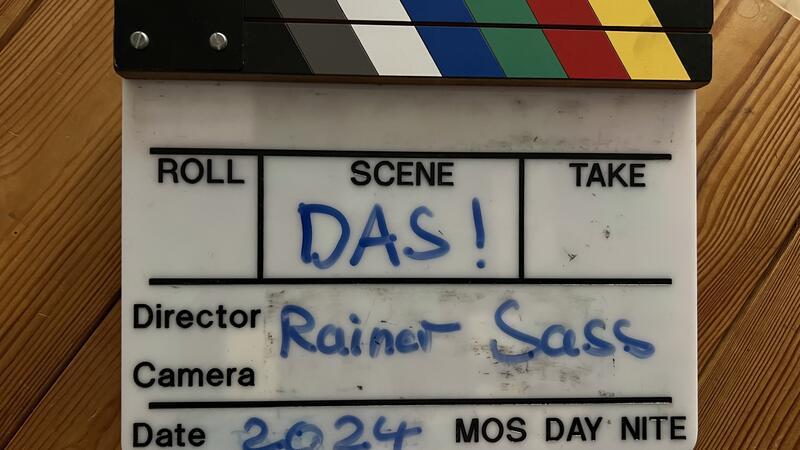 ROLL SCENE TAKE
DAS!
Director Rainer Sass
Camera
Date 2024 MOS DAY NITE